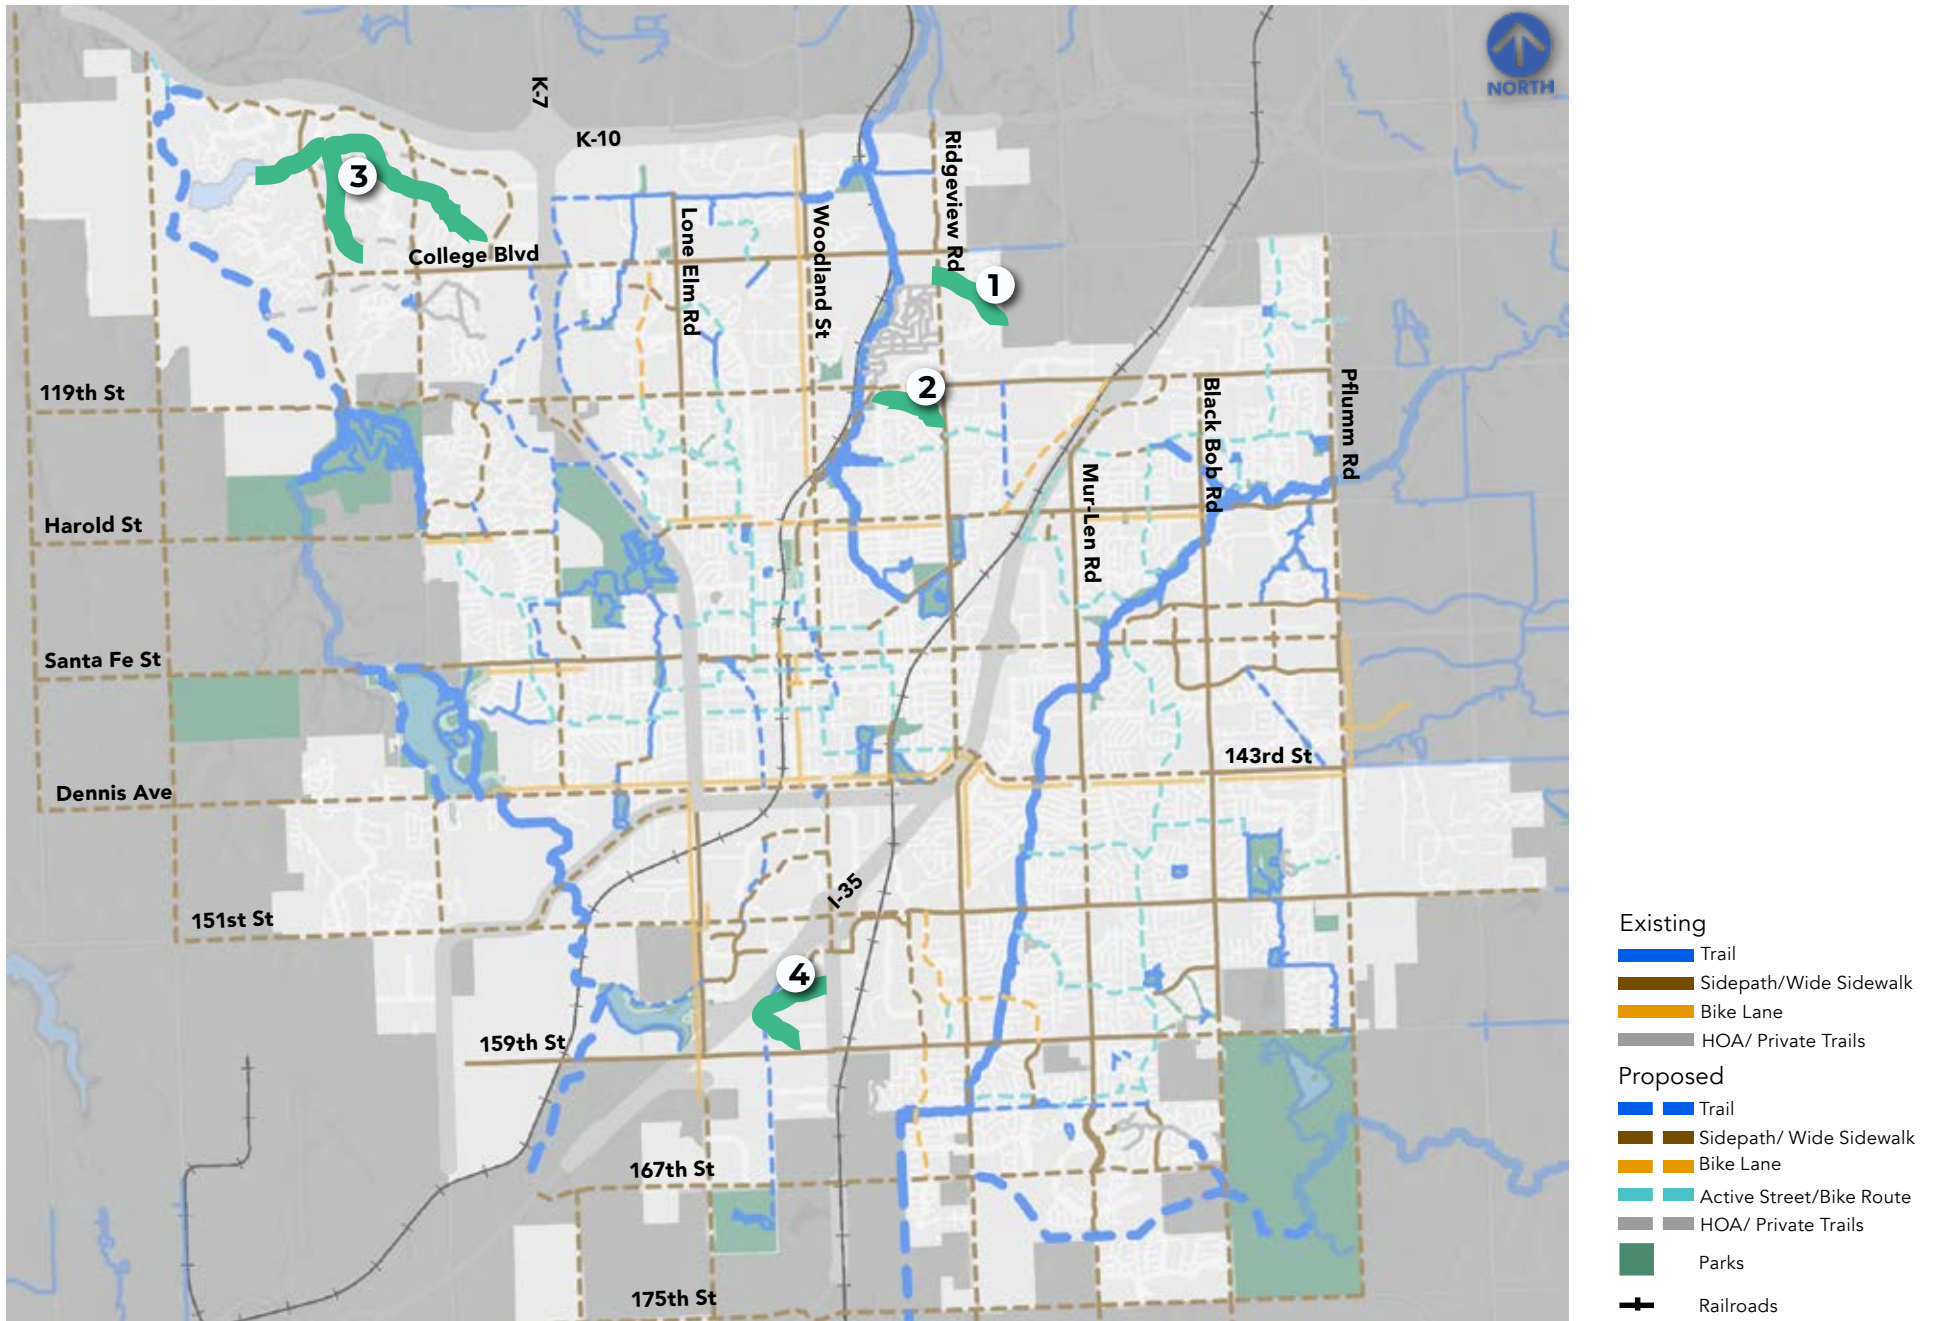 NORTH
K-7
K-10
Ridgeview Rd
3
Lone Elm Rd
Woodland St
College Blvd
1
119th St
2
Black Bob Rd
Pflumm Rd
Mur-Len Rd
Harold St
Santa Fe St
143rd St
Dennis Ave
I-35
151st St
4
159th St
167th St
175th St
Existing
Trail
Sidepath/Wide Sidewalk
Bike Lane
HOA/ Private Trails
Proposed
Trail
Sidepath/ Wide Sidewalk
Bike Lane
Active Street/Bike Route
HOA/ Private Trails
Parks
Railroads